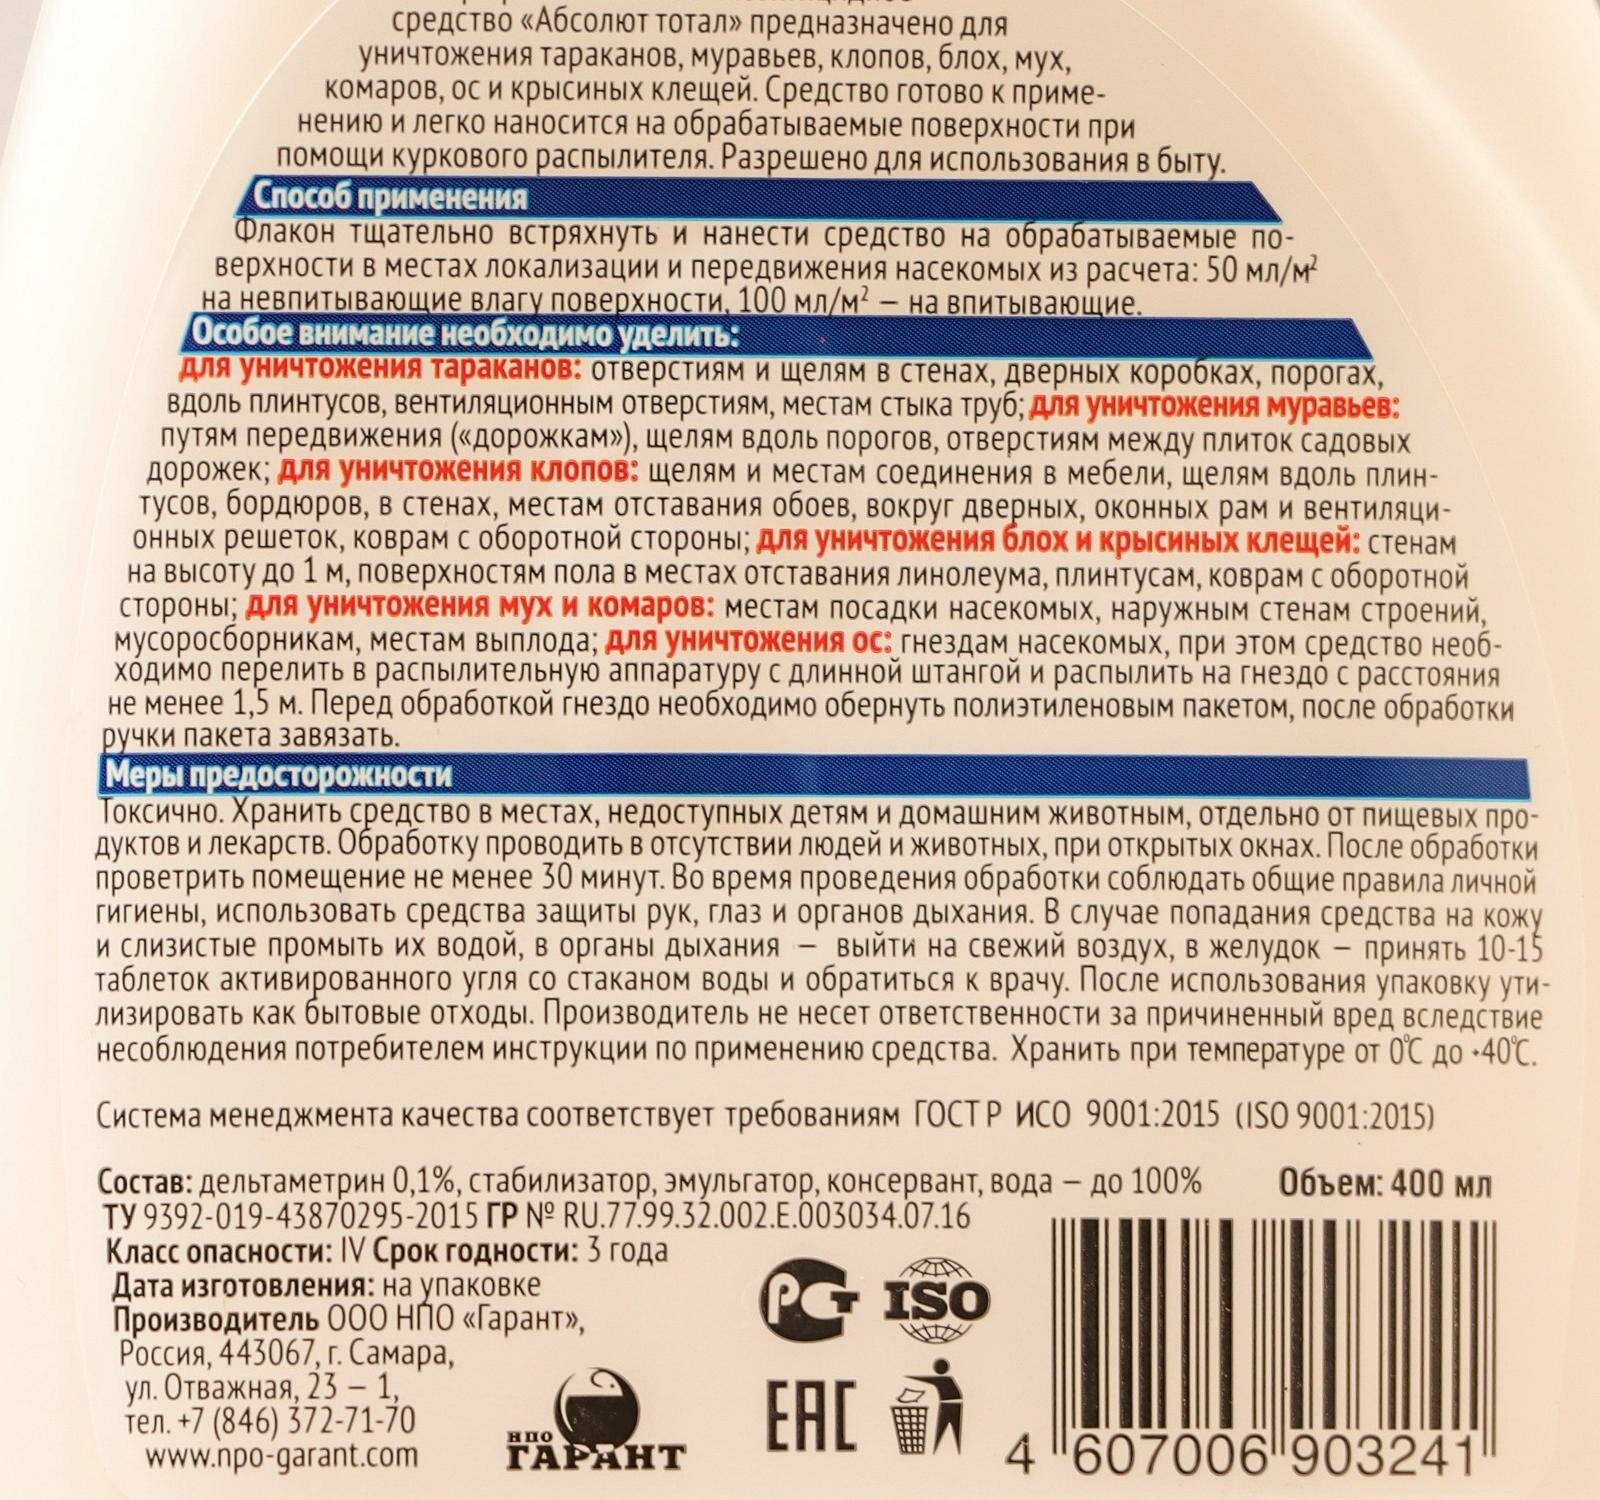 средство «Абсолют тотал» предназначено для
уничтожения тараканов, муравьев, клопов, блох, мух,
комаров, ос и крысиных клещей. Средство готово к приме-
нению и легко наносится на обрабатываемые поверхности при
помощи куркового распылителя. Разрешено для использования в быту.
Способ применения
Флакон тщательно встряхнуть и нанести средство на обрабатываемые по-
верхности в местах локализации и передвижения насекомых из расчета: 50 мл/м²
на невпитывающие влагу поверхности, 100 мл/м² – на впитывающие.
Особое внимание необходимо уделить:
для уничтожения тараканов: отверстиям и щелям в стенах, дверных коробках, порогах,
вдоль плинтусов, вентиляционным отверстиям, местам стыка труб; для уничтожения муравьев:
путям передвижения («дорожкам»), щелям вдоль порогов, отверстиям между плиток садовых
дорожек; для уничтожения клопов: щелям и местам соединения в мебели, щелям вдоль плин-
тусов, бордюров, в стенах, местам отставания обоев, вокруг дверных, оконных рам и вентиляци-
онных решеток, коврам с оборотной стороны; для уничтожения блох и крысиных клещей: стенам
на высоту до 1 м, поверхностям пола в местах отставания линолеума, плинтусам, коврам с оборотной
стороны; для уничтожения мух и комаров: местам посадки насекомых, наружным стенам строений,
мусоросборникам, местам выплода; для уничтожения ос: гнездам насекомых, при этом средство необ-
ходимо перелить в распылительную аппаратуру с длинной штангой и распылить на гнездо с расстояния
не менее 1,5 м. Перед обработкой гнездо необходимо обернуть полиэтиленовым пакетом, после обработки
ручки пакета завязать.
Меры предосторожности
Токсично. Хранить средство в местах, недоступных детям и домашним животным, отдельно от пищевых про-
дуктов и лекарств. Обработку проводить в отсутствии людей и животных, при открытых окнах. После обработки
проветрить помещение не менее 30 минут. Во время проведения обработки соблюдать общие правила личной
гигиены, использовать средства защиты рук, глаз и органов дыхания. В случае попадания средства на кожу
и слизистые промыть их водой, в органы дыхания – выйти на свежий воздух, в желудок – принять 10-15
таблеток активированного угля со стаканом воды и обратиться к врачу. После использования упаковку ути-
лизировать как бытовые отходы. Производитель не несет ответственности за причиненный вред вследствие
несоблюдения потребителем инструкции по применению средства. Хранить при температуре от 0°С до +40°С.
Система менеджмента качества соответствует требованиям ГОСТ Р ИСО 9001:2015 (ISO 9001:2015)
Состав: дельтаметрин 0,1%, стабилизатор, эмульгатор, консервант, вода – до 100%
Объем: 400 мл
ТУ 9392-019-43870295-2015 ГР № RU.77.99.32.002.E.003034.07.16
Класс опасности: IV Срок годности: 3 года
Дата изготовления: на упаковке
Производитель ООО НПО «Гарант»,
Россия, 443067, г. Самара,
ул. Отважная, 23 – 1,
тел. +7 (846) 372-71-70
www.npo-garant.com
НПО
ГАРАНТ
РСТ
ISO
EAC
4 607006 903241